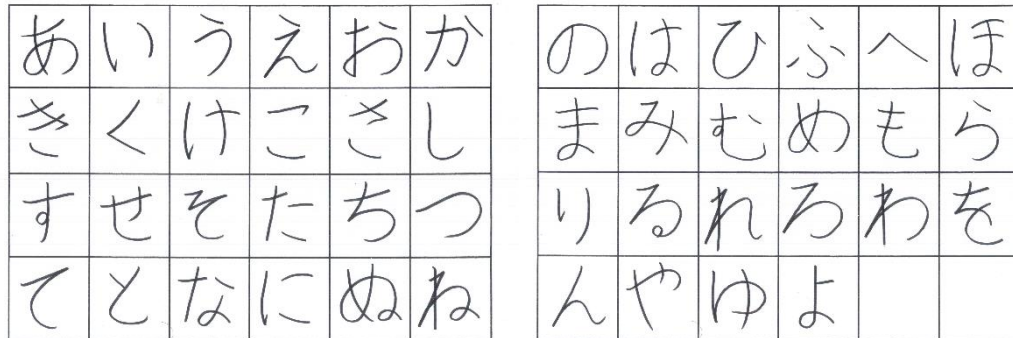 あいうえおか
きくけこさし
すせそたちつ
てとなにぬね
のはひふへほ
まみむめもら
りるれろわを
んやゆよ